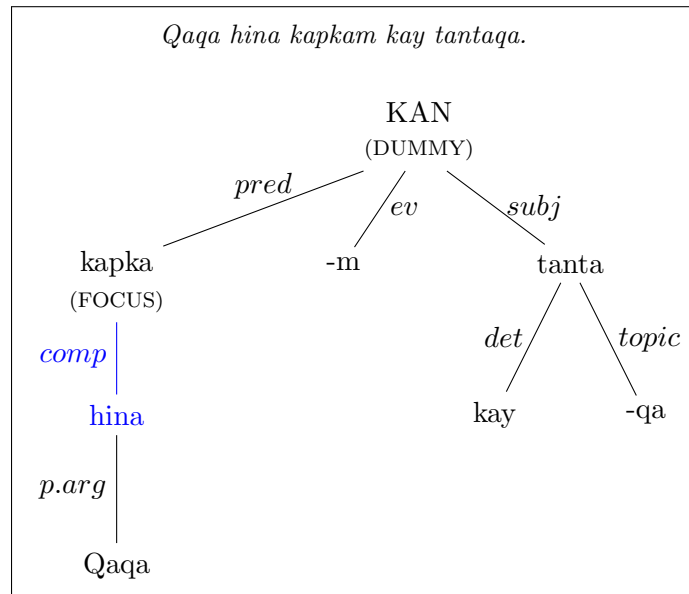 Qaqa hina kapkam kay tantaqa.
KAN
(DUMMY)
pred
ev
subj
kapka
-m
tanta
(FOCUS)
comp
det
topic
hina
kay
-qa
p.arg
Qaqa